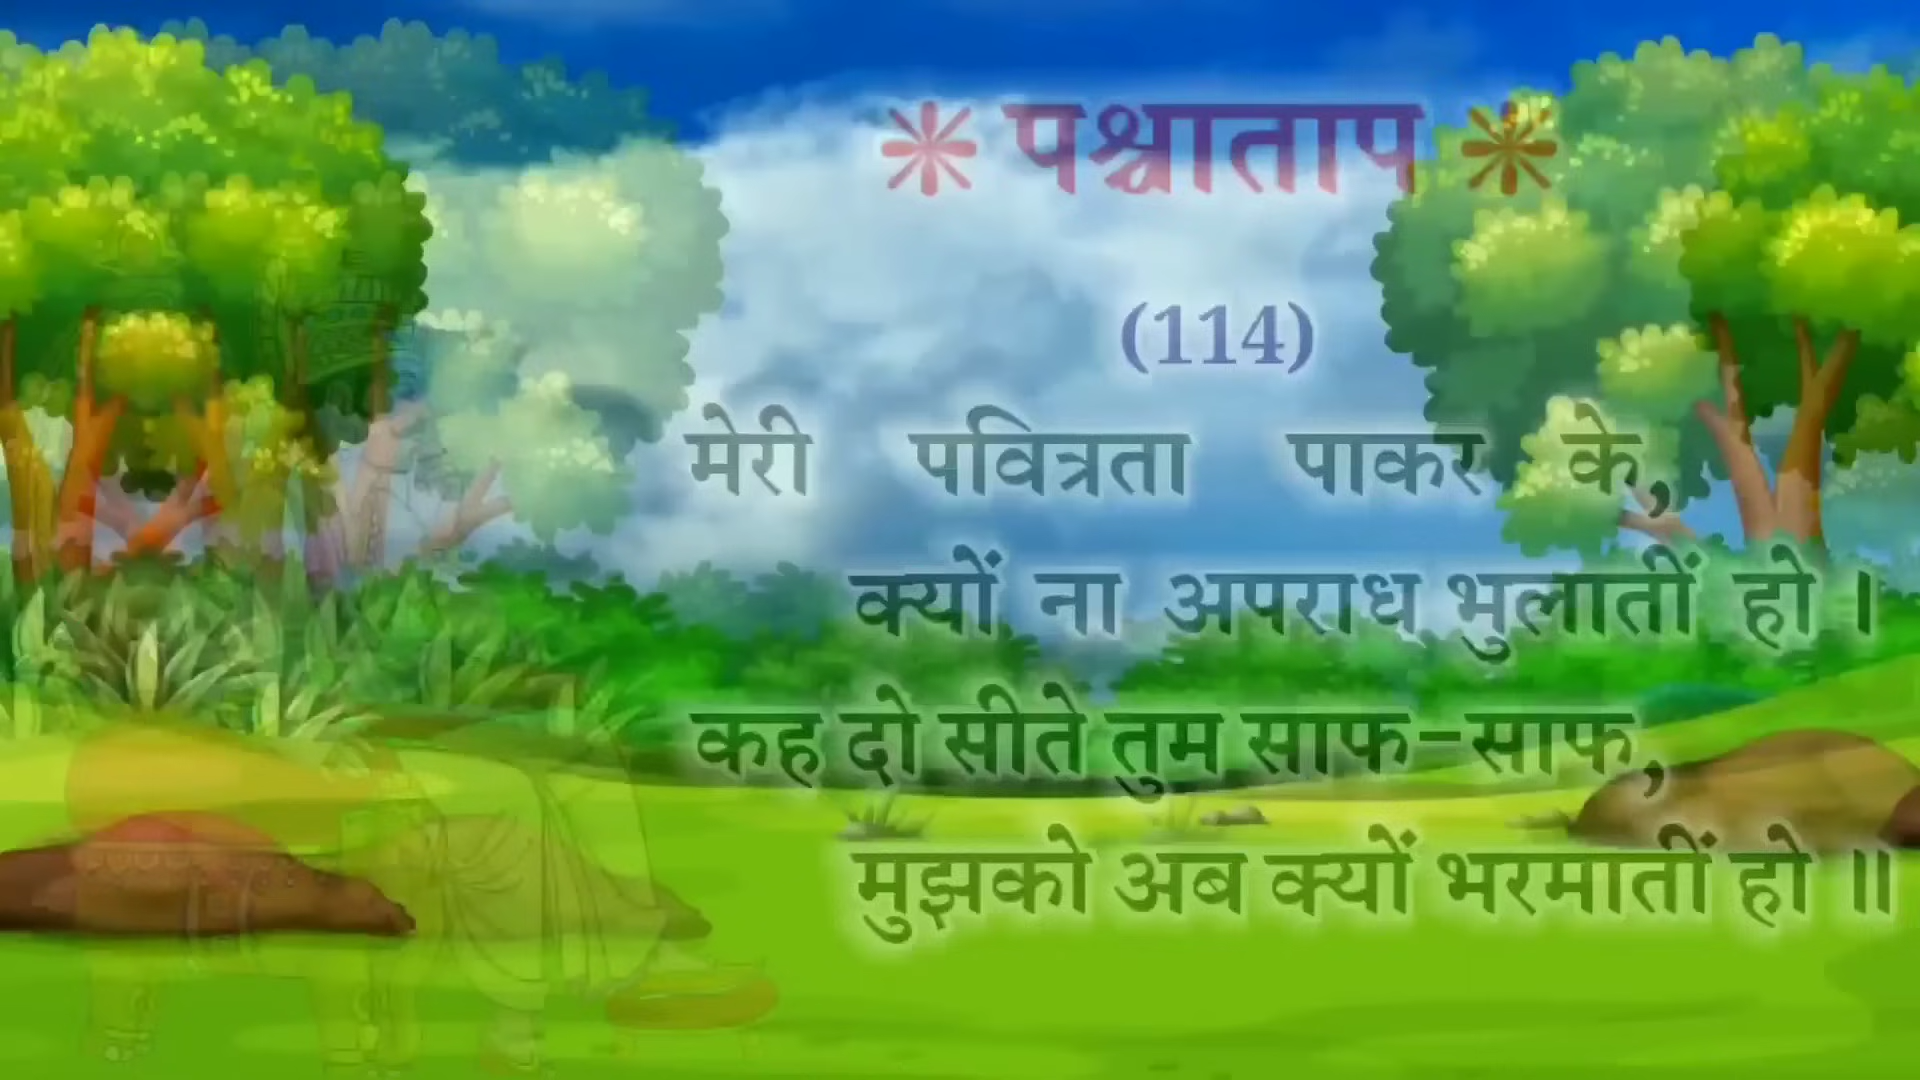 * पश्चाताप *
(114)
मेरी पवित्रता पाकर के,
क्यों ना अपराध् भुलातीं हो ।
कह दो सीते तुम साफ-साफ,
मुझको अब क्यों भरमातीं हो ॥